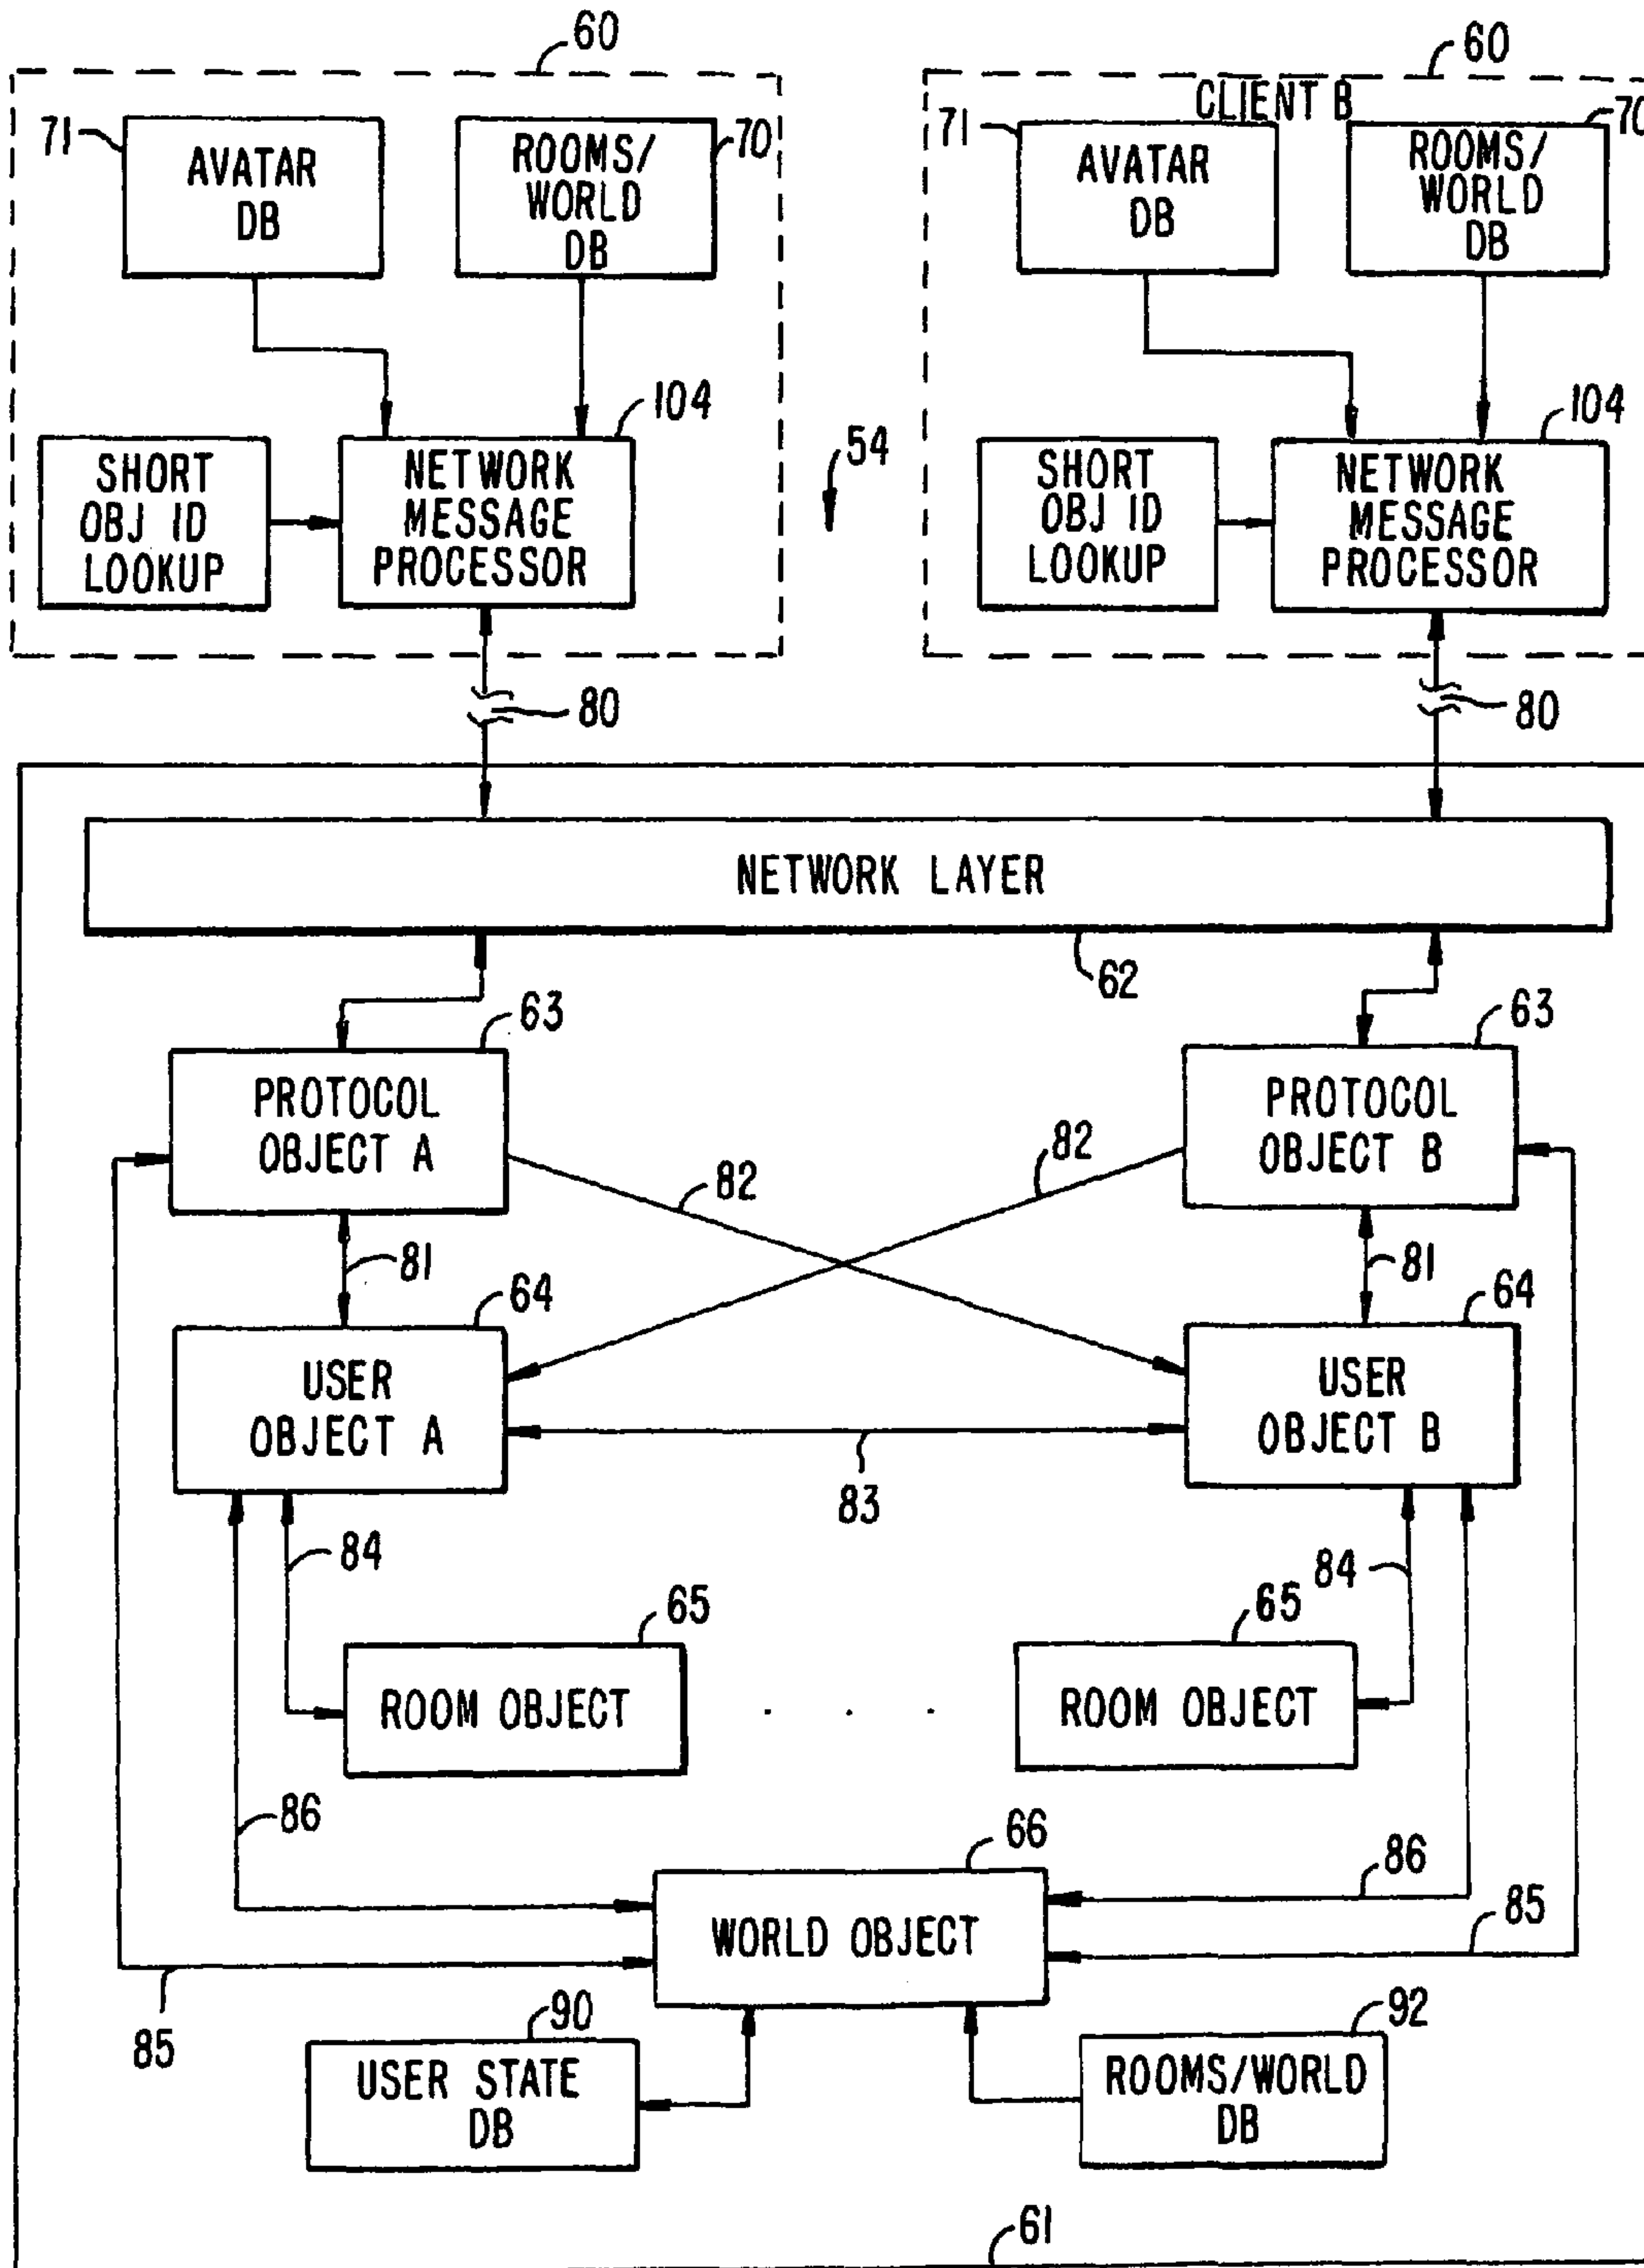 60
60
CLIENT B
71
AVATAR
DB
ROOMS/
WORLD
DB
70
71
AVATAR
DB
ROOMS/
WORLD
DB
70
SHORT
OBJ ID
LOOKUP
NETWORK
MESSAGE
PROCESSOR
104
54
SHORT
OBJ ID
LOOKUP
NETWORK
MESSAGE
PROCESSOR
104
80
80
NETWORK LAYER
62
63
63
PROTOCOL
OBJECT A
PROTOCOL
OBJECT B
82
82
81
81
64
64
USER
OBJECT A
USER
OBJECT B
83
84
84
65
65
ROOM OBJECT
. . .
ROOM OBJECT
86
66
86
WORLD OBJECT
85
85
90
92
USER STATE
DB
ROOMS/WORLD
DB
61